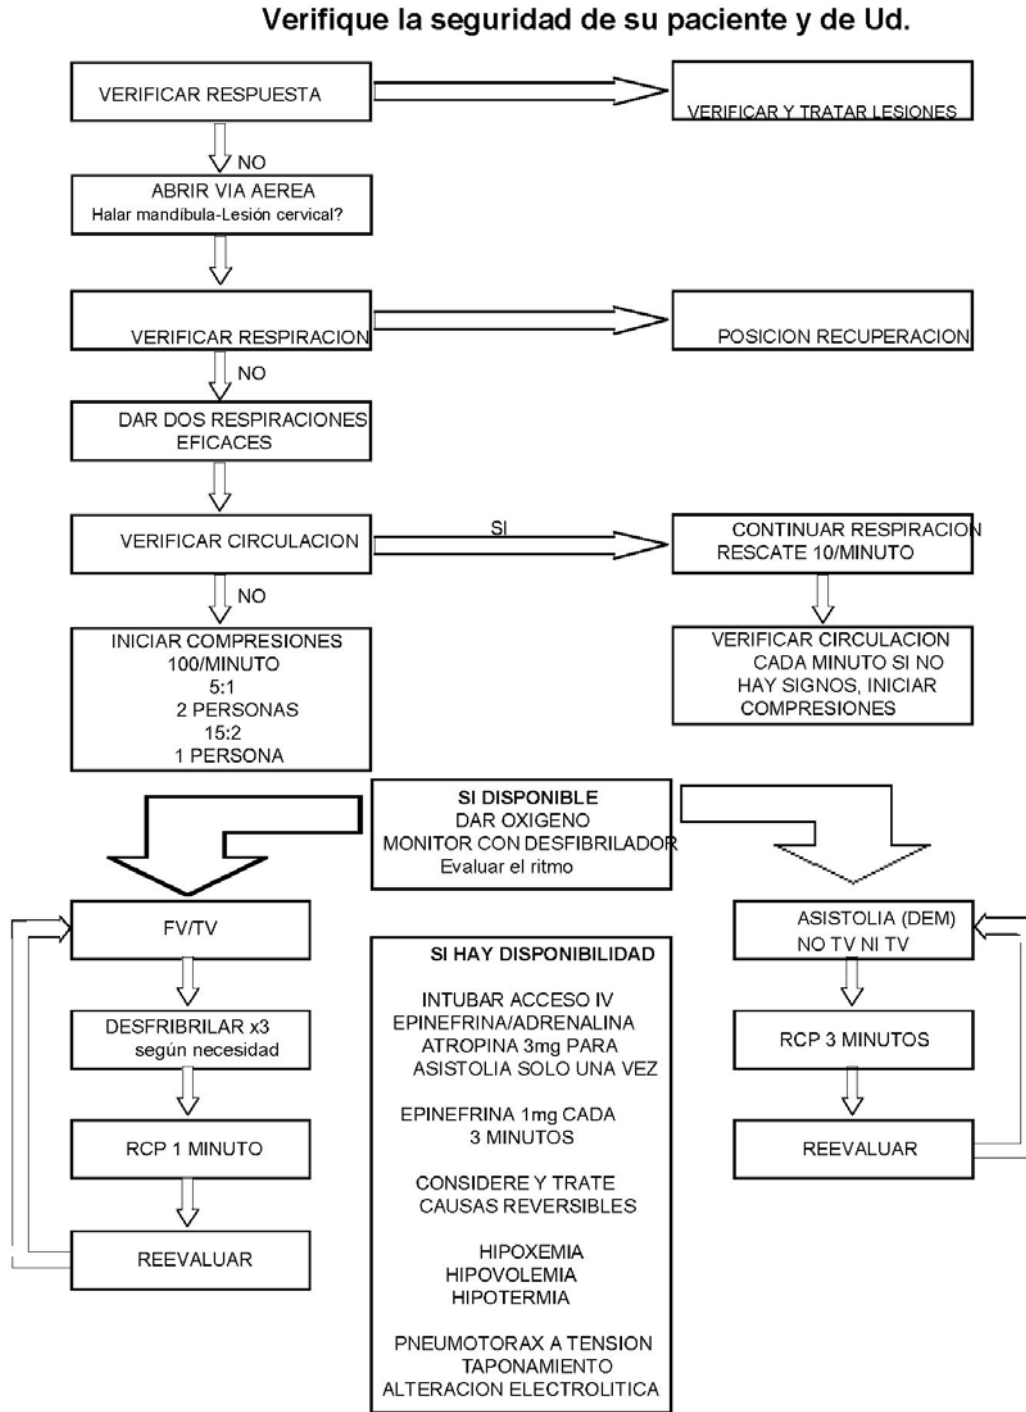 Verifique la seguridad de su paciente y de Ud.
VERIFICAR RESPUESTA
VERIFICAR Y TRATAR LESIONES
NO
ABRIR VIA AEREA
Halar mandíbula-Lesión cervical?
VERIFICAR RESPIRACION
POSICION RECUPERACION
NO
DAR DOS RESPIRACIONES
EFICACES
VERIFICAR CIRCULACION
SI
CONTINUAR RESPIRACION
RESCATE 10/MINUTO
NO
INICIAR COMPRESIONES
100/MINUTO
5:1
2 PERSONAS
15:2
1 PERSONA
VERIFICAR CIRCULACION
CADA MINUTO SI NO
HAY SIGNOS, INICIAR
COMPRESIONES
SI DISPONIBLE
DAR OXIGENO
MONITOR CON DESFIBRILADOR
Evaluar el ritmo
FV/TV
DESFRIBRILAR x3
según necesidad
RCP 1 MINUTO
REEVALUAR
SI HAY DISPONIBILIDAD
INTUBAR ACCESO IV
EPINEFRINA/ADRENALINA
ATROPINA 3mg PARA
ASISTOLIA SOLO UNA VEZ
EPINEFRINA 1mg CADA
3 MINUTOS
CONSIDERE Y TRATE
CAUSAS REVERSIBLES
HIPOXEMIA
HIPOVOLEMIA
HIPOTERMIA
PNEUMOTORAX A TENSION
TAPONAMIENTO
ALTERACION ELECTROLITICA
ASISTOLIA (DEM)
NO TV NI TV
RCP 3 MINUTOS
REEVALUAR